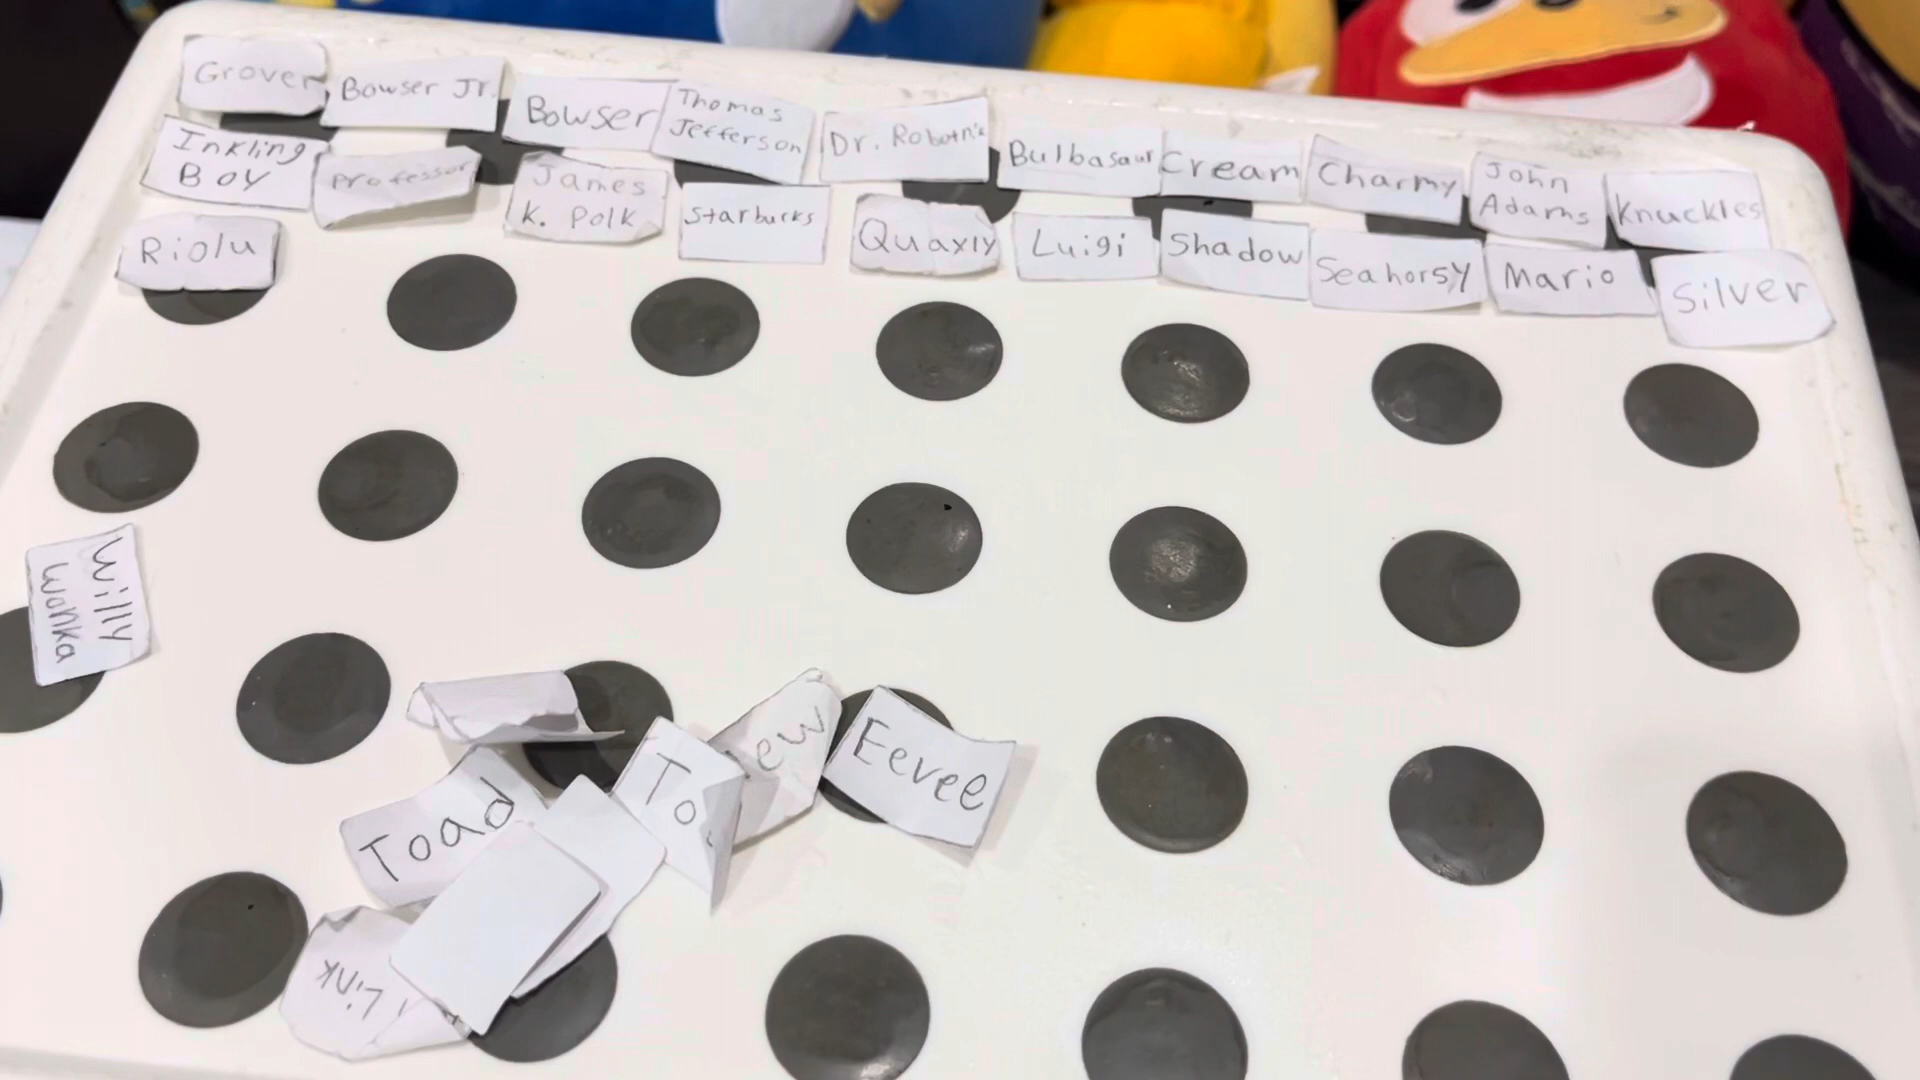 Grover
Bowser Jr.
Bowser
Thomas
Jefferson
Dr. Robotnik
Bulbasaur
Cream
Charmy
John
Adams
Knuckles
Inkling
Boy
Professor
James
K. Polk
Starbucks
Quaxly
Luigi
Shadow
Seahorsy
Mario
Silver
Riolu
Willy
Wonka
Eevee
Toad
Link